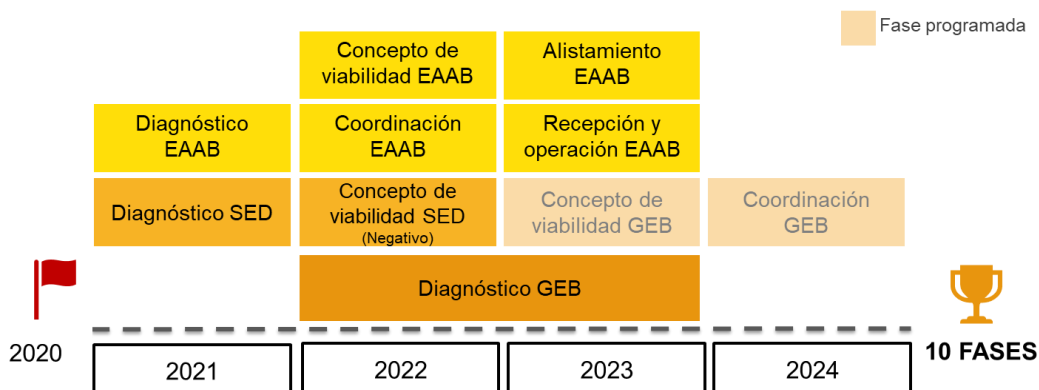 Fase programada
Concepto de
viabilidad EAAB
Alistamiento
EAAB
Diagnóstico
EAAB
Coordinación
EAAB
Recepción y
operación EAAB
Diagnóstico SED
Concepto de
viabilidad SED
(Negativo)
Concepto de
viabilidad GEB
Coordinación
GEB
Diagnóstico GEB
2020
2021
2022
2023
2024
10 FASES